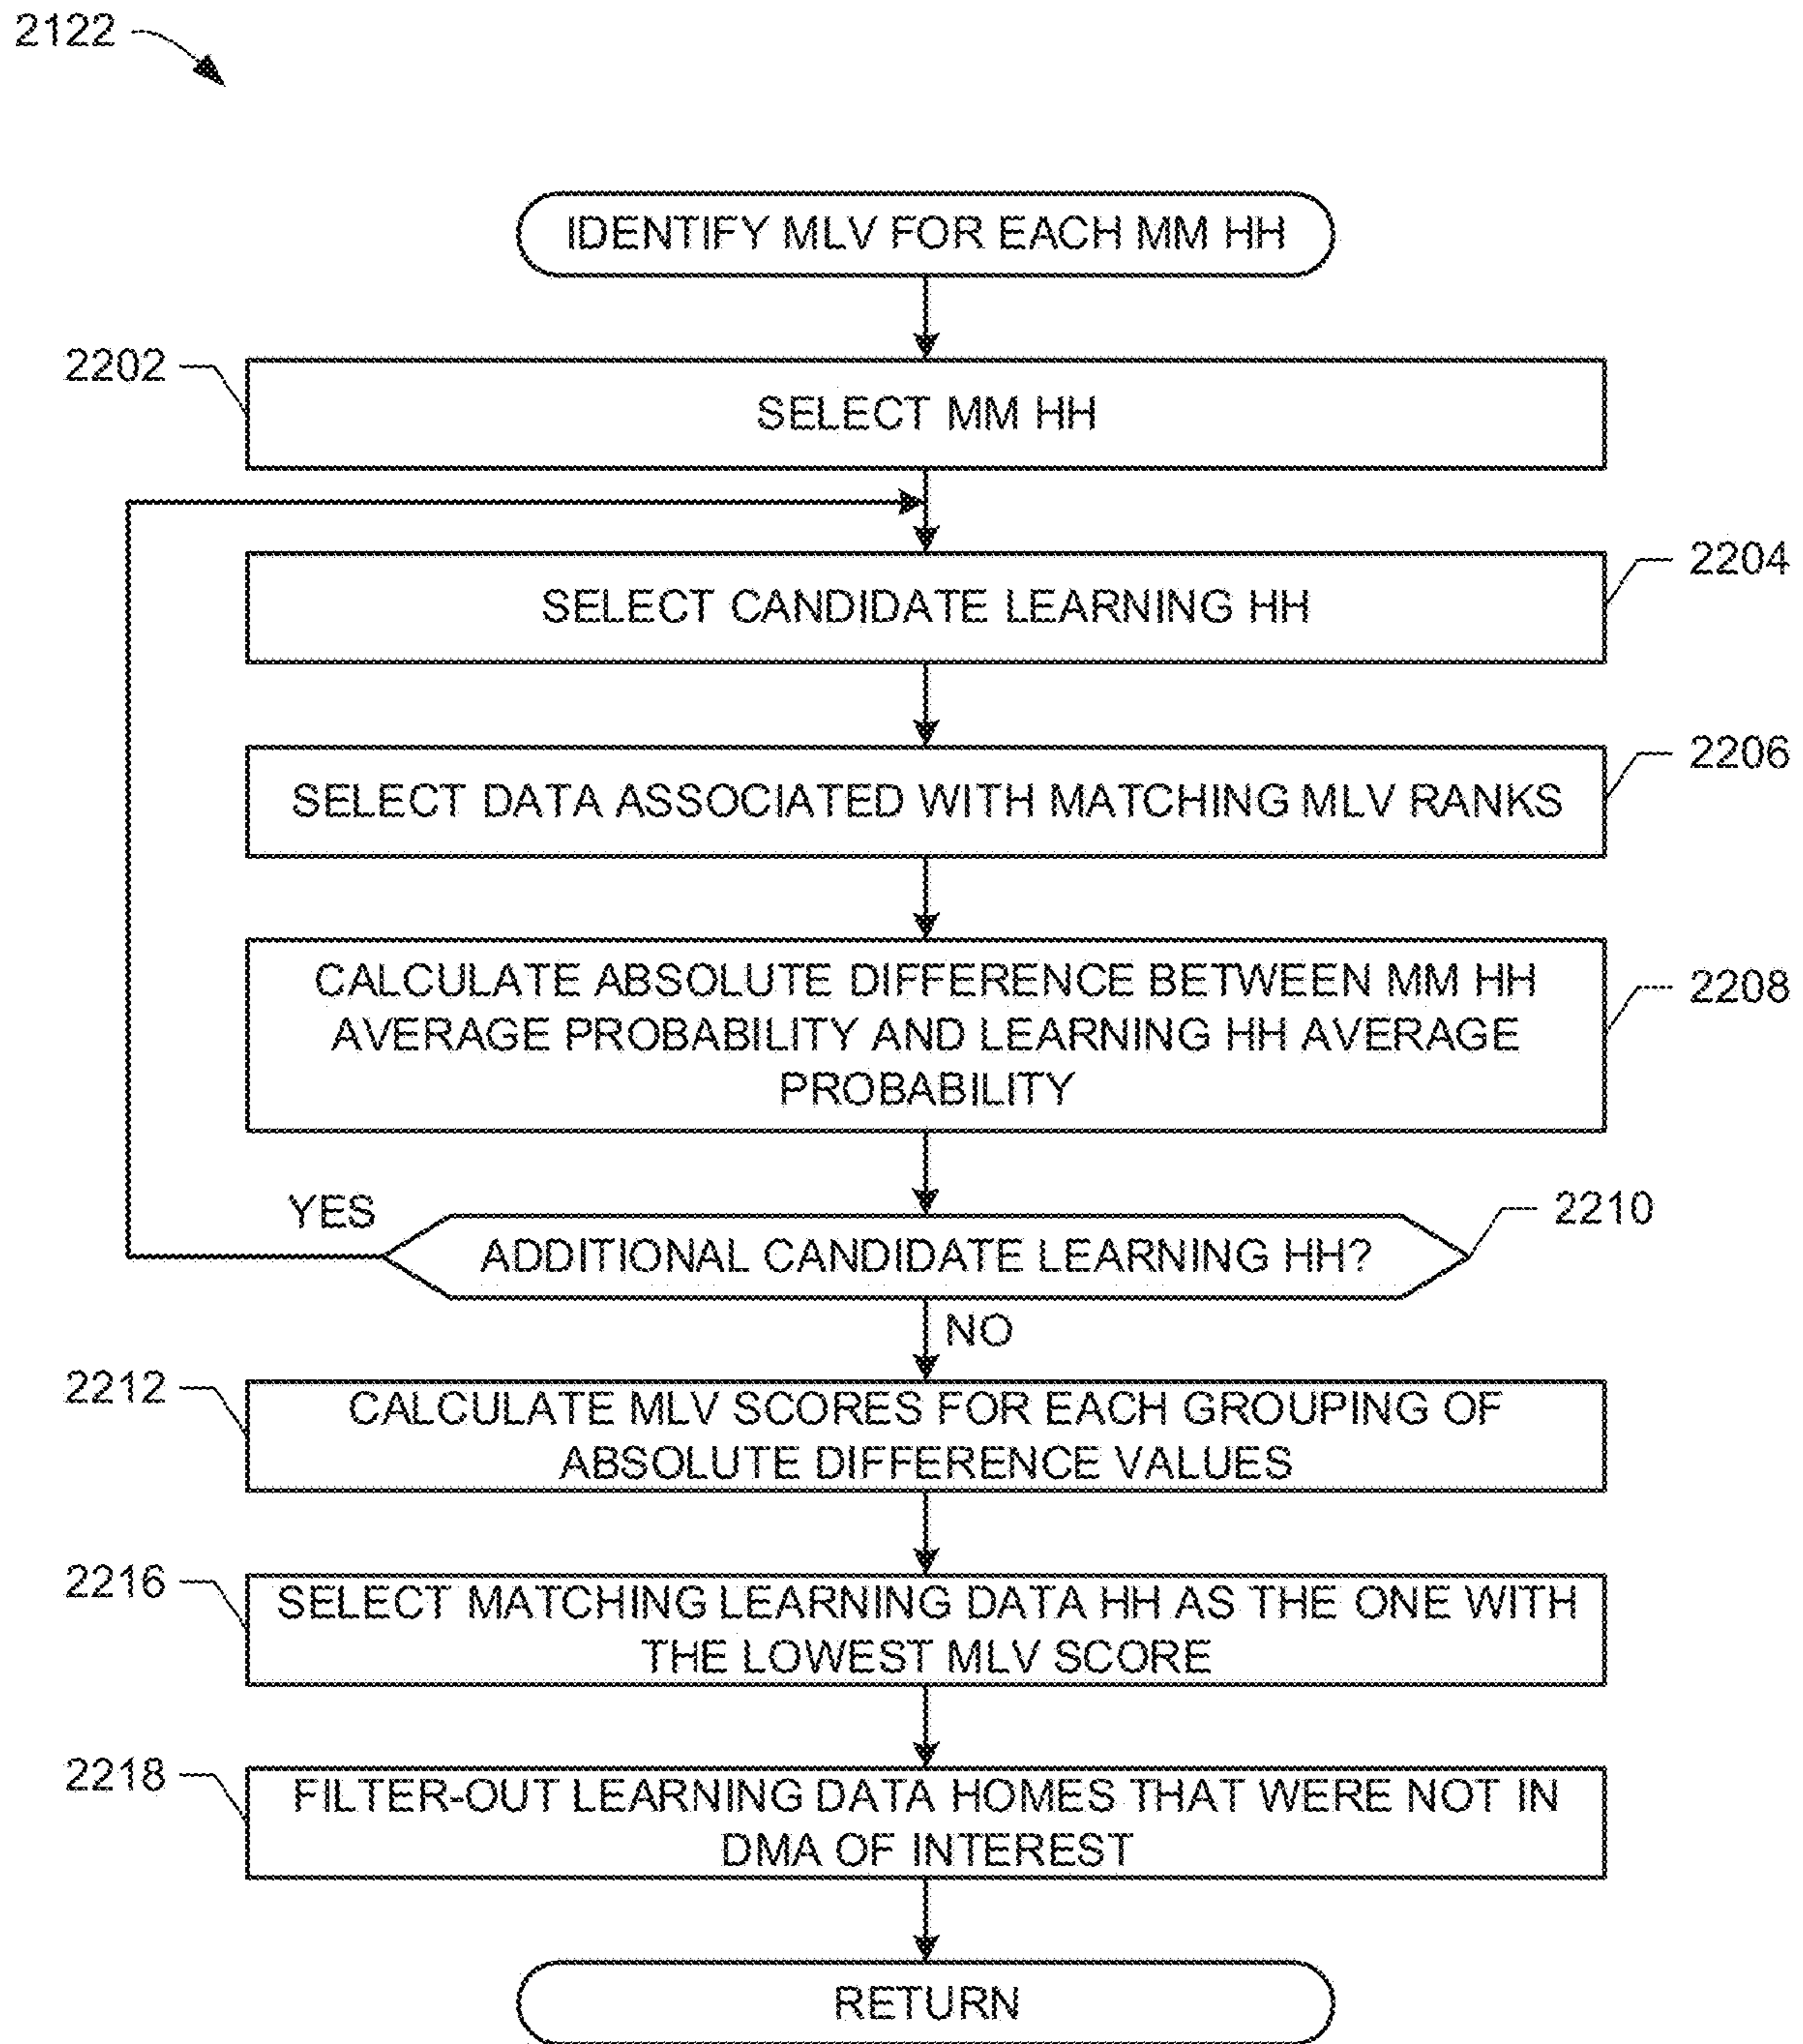 2122
IDENTIFY MLV FOR EACH MM HH
2202
SELECT MM HH
2204
SELECT CANDIDATE LEARNING HH
2206
SELECT DATA ASSOCIATED WITH MATCHING MLV RANKS
2208
CALCULATE ABSOLUTE DIFFERENCE BETWEEN MM HH
AVERAGE PROBABILITY AND LEARNING HH AVERAGE
PROBABILITY
YES
2210
ADDITIONAL CANDIDATE LEARNING HH?
NO
2212
CALCULATE MLV SCORES FOR EACH GROUPING OF
ABSOLUTE DIFFERENCE VALUES
2216
SELECT MATCHING LEARNING DATA HH AS THE ONE WITH
THE LOWEST MLV SCORE
2218
FILTER-OUT LEARNING DATA HOMES THAT WERE NOT IN
DMA OF INTEREST
RETURN